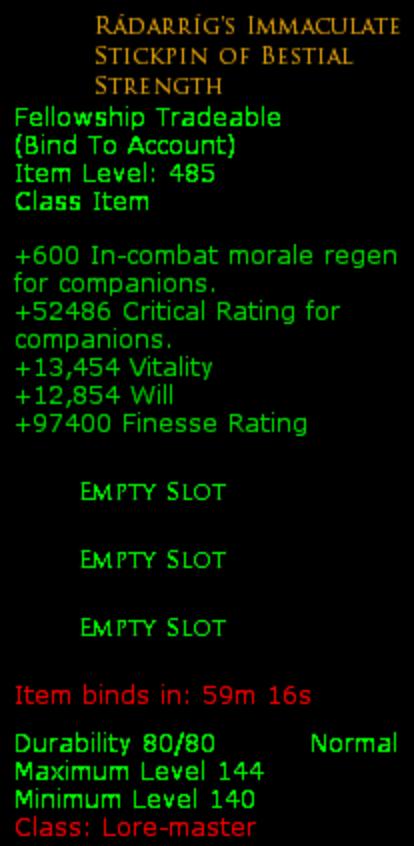 Rádarríg's Immaculate
Stickpin of Bestial
Strength
Fellowship Tradeable
(Bind To Account)
Item Level: 485
Class Item
+600 In-combat morale regen
for companions.
+52486 Critical Rating for
companions.
+13,454 Vitality
+12,854 Will
+97400 Finesse Rating
Empty Slot
Empty Slot
Empty Slot
Item binds in: 59m 16s
Durability 80/80 Normal
Maximum Level 144
Minimum Level 140
Class: Lore-master